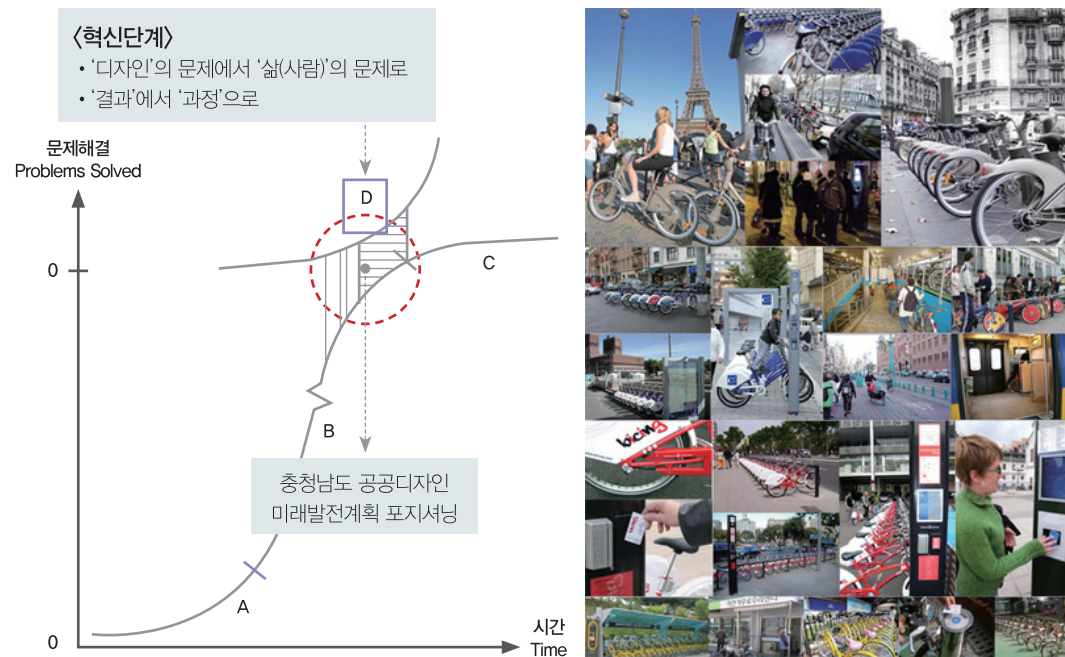 〈혁신단계〉
• ‘디자인’의 문제에서 ‘삶(사람)’의 문제로
• ‘결과’에서 ‘과정’으로
문제해결
Problems Solved
D
0
C
B
충청남도 공공디자인
미래발전계획 포지셔닝
A
0
시간
Time
bicing